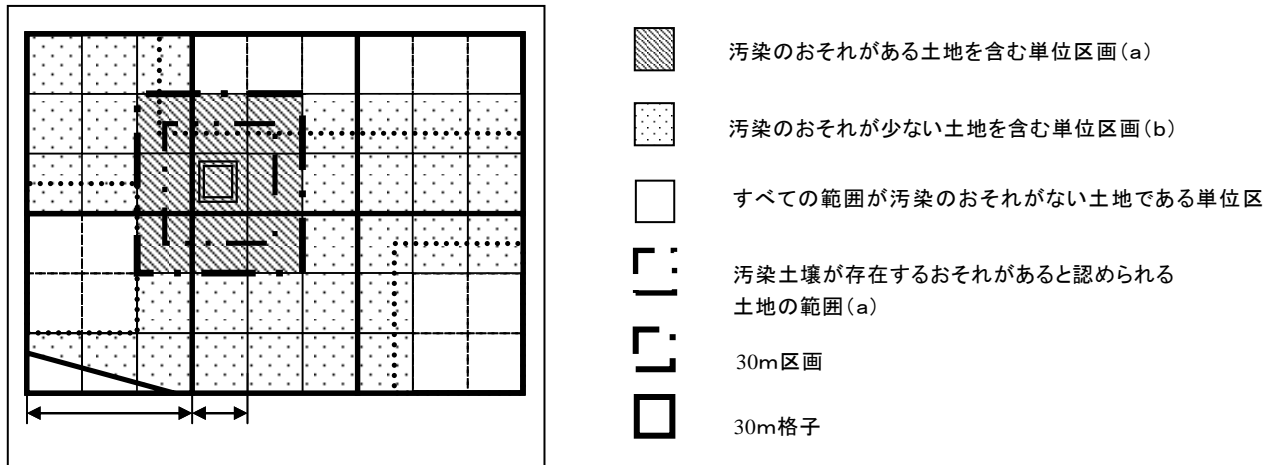 汚染のおそれがある土地を含む単位区画(a)
汚染のおそれが少ない土地を含む単位区画(b)
すべての範囲が汚染のおそれがない土地である単位区
汚染土壌が存在するおそれがあると認められる
土地の範囲(a)
30m区画
30m格子